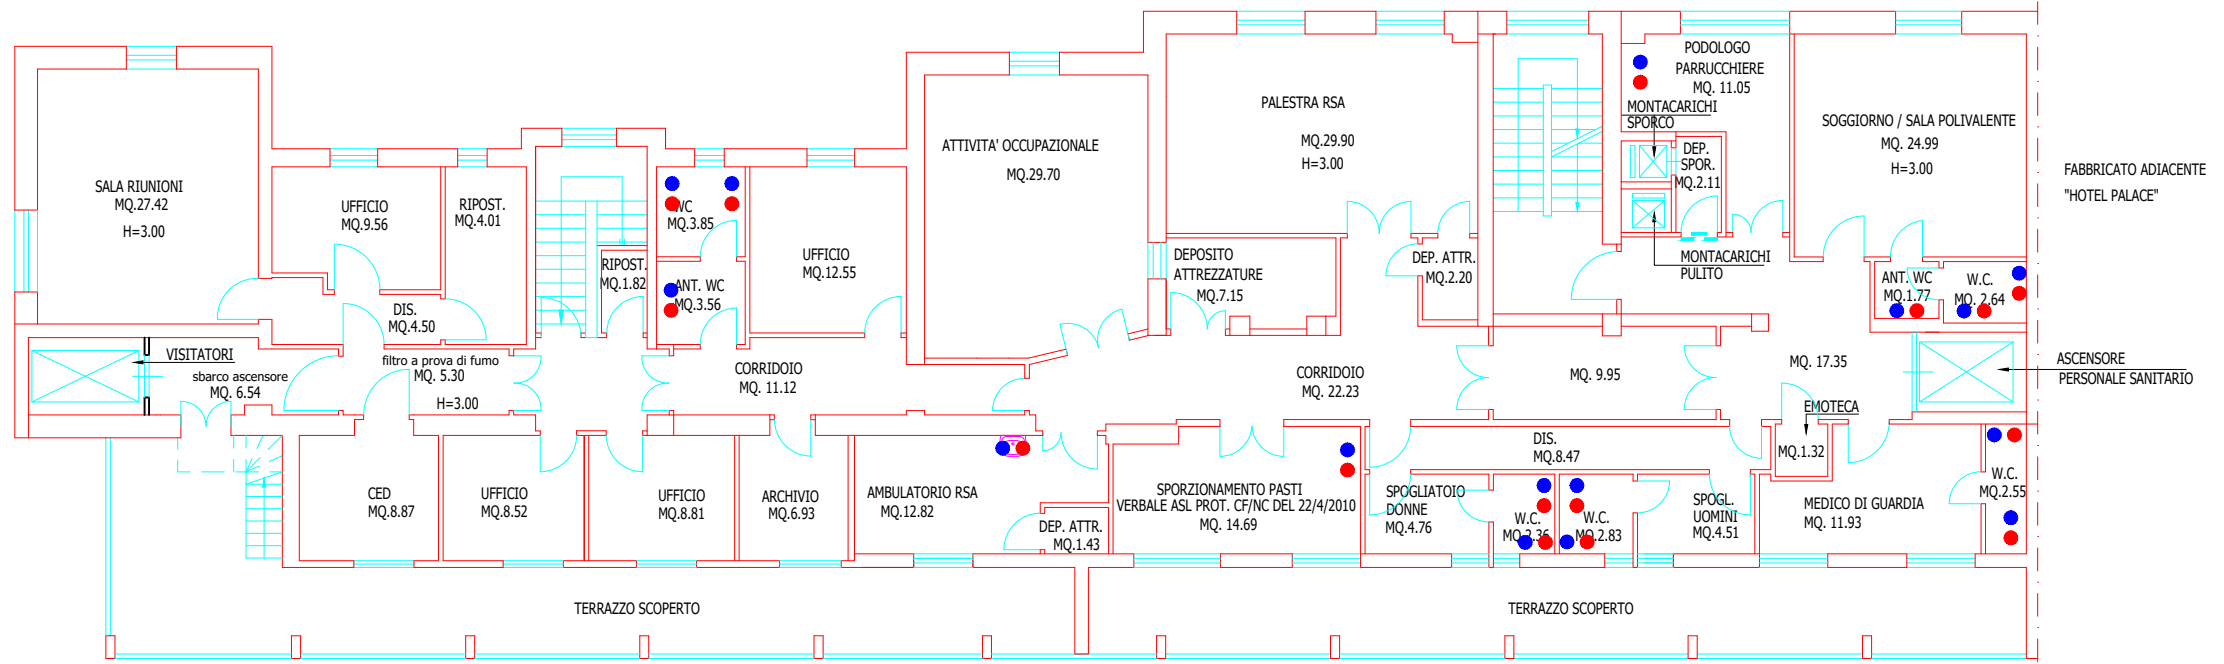 SALA RIUNIONI
MQ.27.42
H=3.00
UFFICIO
MQ.9.56
RIPOST.
MQ.4.01
DIS.
MQ.4.50
RIPOST.
MQ.1.82
WC
MQ.3.85
ANT. WC
MQ.3.56
UFFICIO
MQ.12.55
ATTIVITA' OCCUPAZIONALE
MQ.29.70
PALESTRA RSA
MQ.29.90
H=3.00
DEPOSITO
ATTREZZATURE
MQ.7.15
DEP. ATTR.
MQ.2.20
PODOLOGO
PARRUCCHIERE
MQ. 11.05
MONTACARICHI
SPORCO
DEP.
SPOR.
MQ.2.11
MONTACARICHI
PULITO
SOGGIORNO / SALA POLIVALENTE
MQ. 24.99
H=3.00
ANT. WC
MQ.1.77
W.C.
MQ. 2.64
FABBRICATO ADIACENTE
"HOTEL PALACE"
VISITATORI
sbarco ascensore
MQ. 6.54
filtro a prova di fumo
MQ. 5.30
H=3.00
CORRIDOIO
MQ. 11.12
CORRIDOIO
MQ. 22.23
MQ. 9.95
MQ. 17.35
ASCENSORE
PERSONALE SANITARIO
EMOTECA
MQ.1.32
CED
MQ.8.87
UFFICIO
MQ.8.52
UFFICIO
MQ.8.81
ARCHIVIO
MQ.6.93
AMBULATORIO RSA
MQ.12.82
DEP. ATTR.
MQ.1.43
SPORZIONAMENTO PASTI
VERBALE ASL PROT. CF/NC DEL 22/4/2010
MQ. 14.69
DIS.
MQ.8.47
SPOGLIATOIO
DONNE
MQ.4.76
W.C.
MQ.2.36
W.C.
MQ.2.83
SPOGL.
UOMINI
MQ.4.51
MEDICO DI GUARDIA
MQ. 11.93
W.C.
MQ.2.55
TERRAZZO SCOPERTO
TERRAZZO SCOPERTO